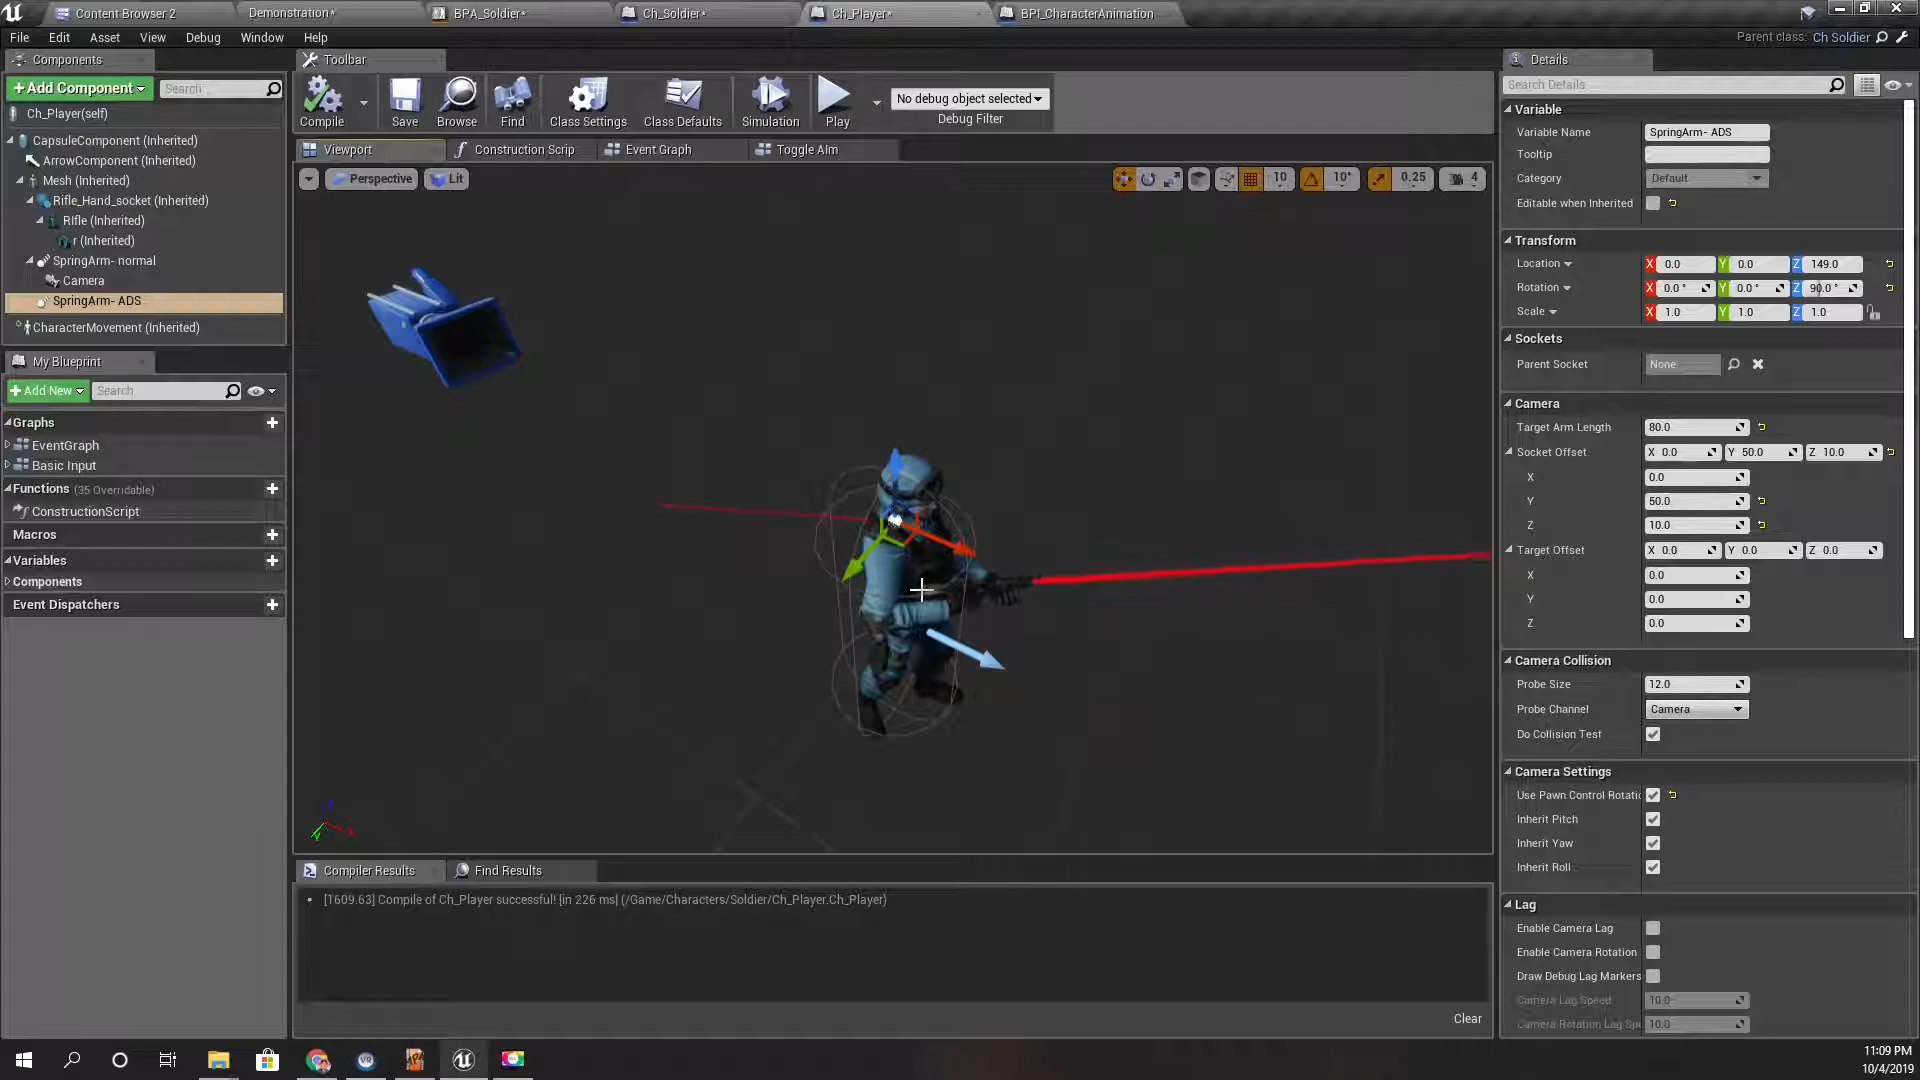 Content Browser 2
Demonstration*
BPA_Soldier*
Ch_Soldier*
Ch_Player*
BPI_CharacterAnimation
File Edit Asset View Debug Window Help
Parent class: Ch Soldier
Components
+Add Component
Search
Ch_Player(self)
CapsuleComponent (Inherited)
ArrowComponent (Inherited)
Mesh (Inherited)
Rifle_Hand_socket (Inherited)
RIfle (Inherited)
r (Inherited)
SpringArm- normal
Camera
SpringArm- ADS
CharacterMovement (Inherited)
My Blueprint
+Add New
Search
Graphs
EventGraph
Basic Input
Functions (35 Overridable)
ConstructionScript
Macros
Variables
Components
Event Dispatchers
Toolbar
Compile
Save
Browse
Find
Class Settings
Class Defaults
Simulation
Play
No debug object selected
Debug Filter
Viewport
Construction Scrip
Event Graph
Toggle AIm
Perspective
Lit
10
10°
0.25
4
Compiler Results
Find Results
[1609.63] Compile of Ch_Player successful! [in 226 ms] (/Game/Characters/Soldier/Ch_Player.Ch_Player)
Clear
Details
Search Details
Variable
Variable Name SpringArm- ADS
Tooltip
Category Default
Editable when Inherited
Transform
Location X 0.0 Y 0.0 Z 149.0
Rotation X 0.0° Y 0.0° Z 90.0°
Scale X 1.0 Y 1.0 Z 1.0
Sockets
Parent Socket None
Camera
Target Arm Length 80.0
Socket Offset X 0.0 Y 50.0 Z 10.0
X 0.0
Y 50.0
Z 10.0
Target Offset X 0.0 Y 0.0 Z 0.0
X 0.0
Y 0.0
Z 0.0
Camera Collision
Probe Size 12.0
Probe Channel Camera
Do Collision Test
Camera Settings
Use Pawn Control Rotatic
Inherit Pitch
Inherit Yaw
Inherit Roll
Lag
Enable Camera Lag
Enable Camera Rotation
Draw Debug Lag Markers
Camera Lag Speed 10.0
Camera Rotation Lag Spe 10.0
11:09 PM
10/4/2019